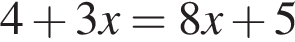 4 + 3x = 8x + 5